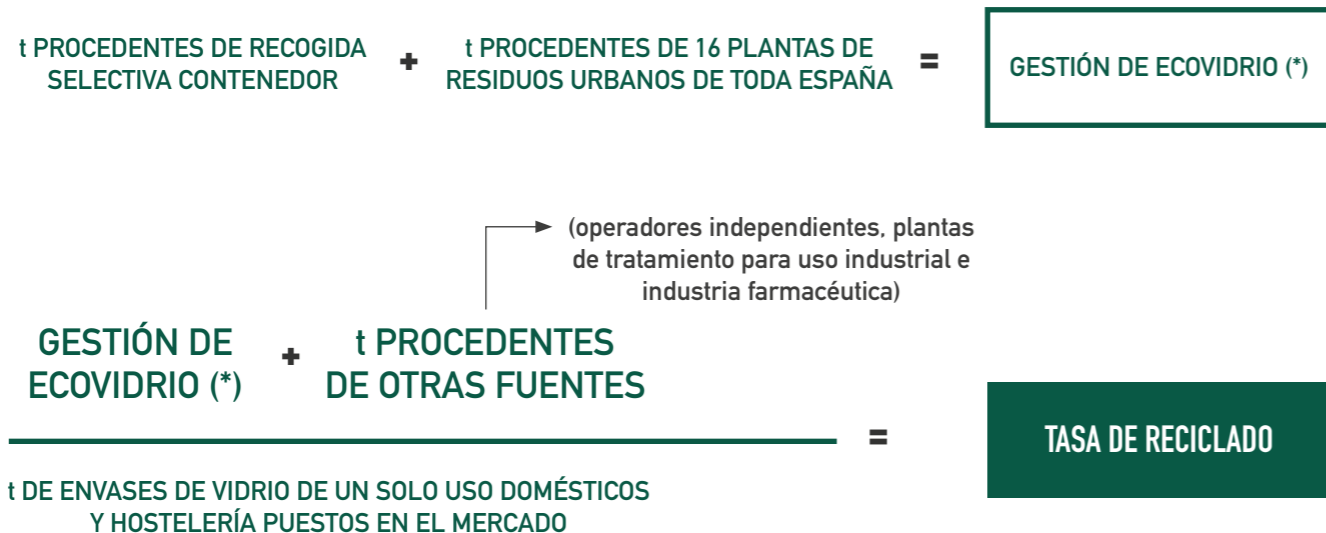 t PROCEDENTES DE RECOGIDA
SELECTIVA CONTENEDOR
+
t PROCEDENTES DE 16 PLANTAS DE
RESIDUOS URBANOS DE TODA ESPAÑA
=
GESTIÓN DE ECOVIDRIO (*)
(operadores independientes, plantas
de tratamiento para uso industrial e
industria farmacéutica)
GESTIÓN DE
ECOVIDRIO (*)
+
t PROCEDENTES
DE OTRAS FUENTES
=
TASA DE RECICLADO
t DE ENVASES DE VIDRIO DE UN SOLO USO DOMÉSTICOS
Y HOSTELERÍA PUESTOS EN EL MERCADO